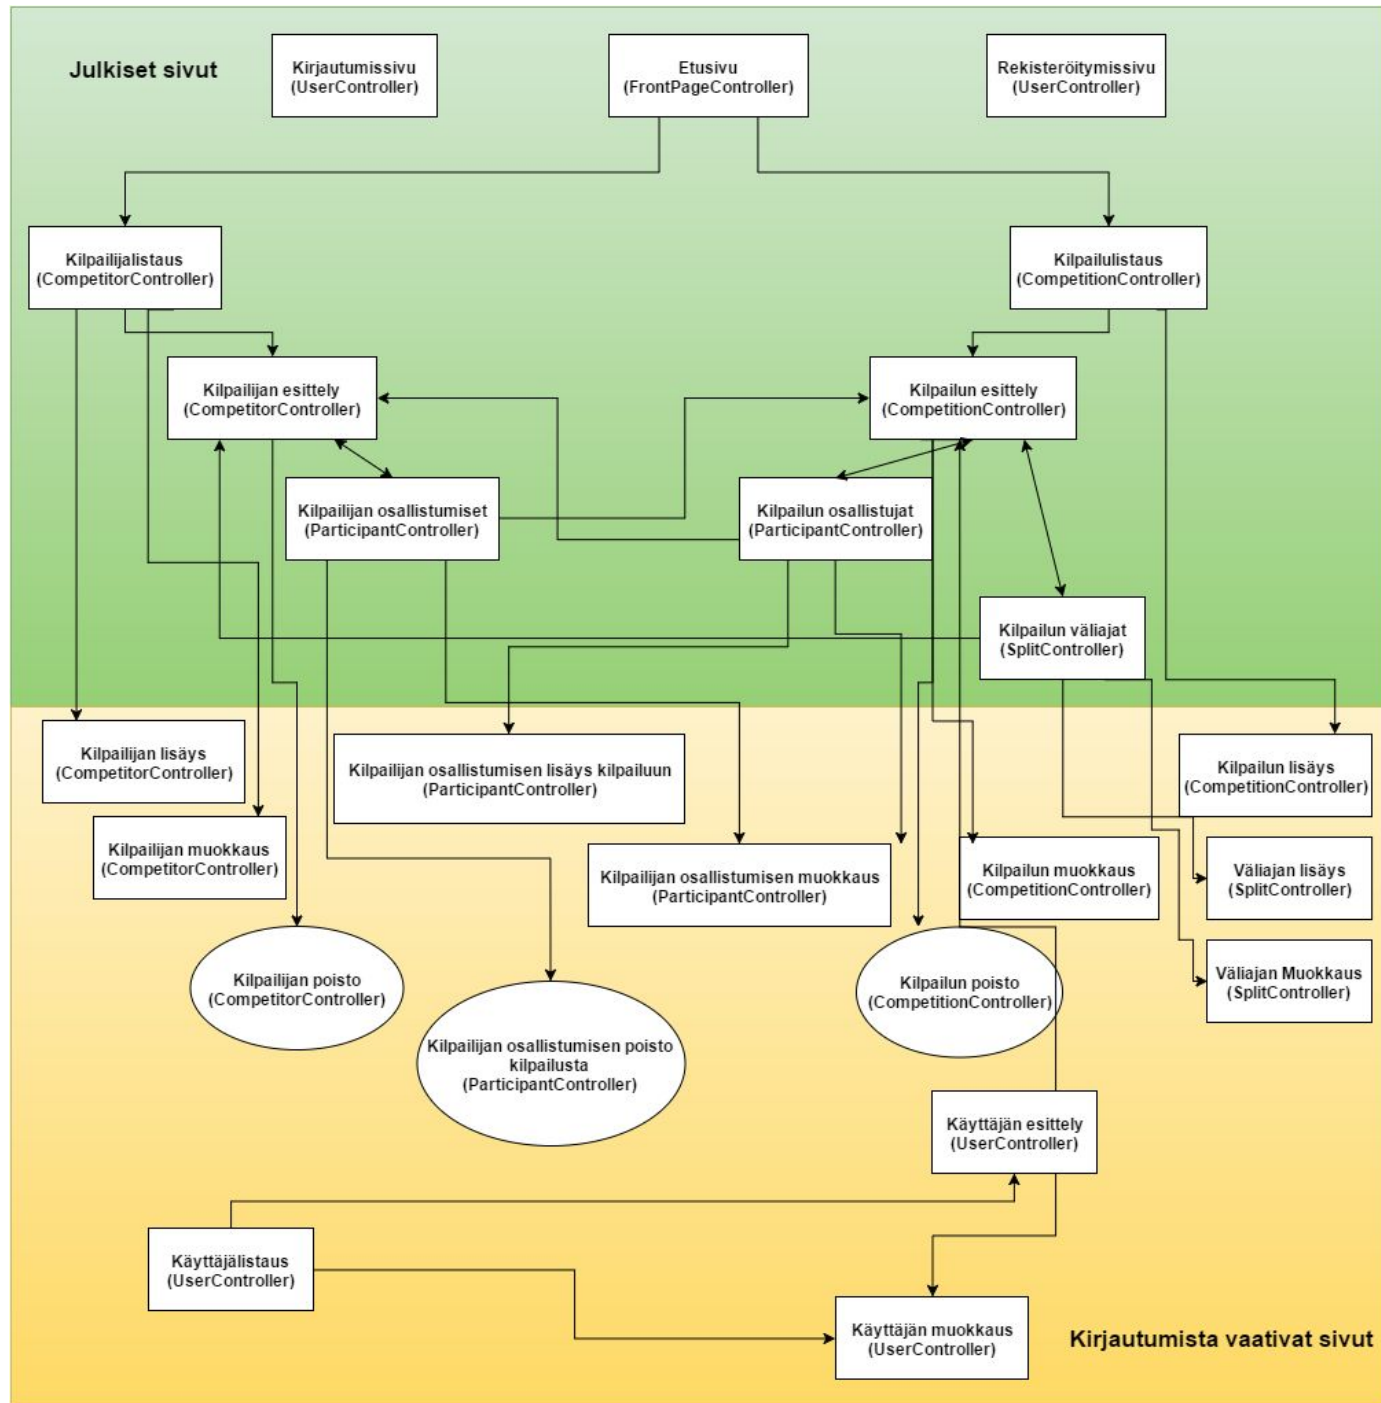 Julkiset sivut
Kirjautumissivu
(UserController)
Etusivu
(FrontPageController)
Rekisteröitymissivu
(UserController)
Kilpailijalistaus
(CompetitorController)
Kilpailulistaus
(CompetitionController)
Kilpailijan esittely
(CompetitorController)
Kilpailun esittely
(CompetitionController)
Kilpailijan osallistumiset
(ParticipantController)
Kilpailun osallistujat
(ParticipantController)
Kilpailun väliajat
(SplitController)
Kilpailijan lisäys
(CompetitorController)
Kilpailijan osallistumisen lisäys kilpailuun
(ParticipantController)
Kilpailun lisäys
(CompetitionController)
Kilpailijan muokkaus
(CompetitorController)
Kilpailijan osallistumisen muokkaus
(ParticipantController)
Kilpailun muokkaus
(CompetitionController)
Väliajan lisäys
(SplitController)
Kilpailijan poisto
(CompetitorController)
Kilpailun poisto
(CompetitionController)
Väliajan Muokkaus
(SplitController)
Kilpailijan osallistumisen poisto
kilpailusta
(ParticipantController)
Käyttäjän esittely
(UserController)
Käyttäjälistaus
(UserController)
Käyttäjän muokkaus
(UserController)
Kirjautumista vaativat sivut